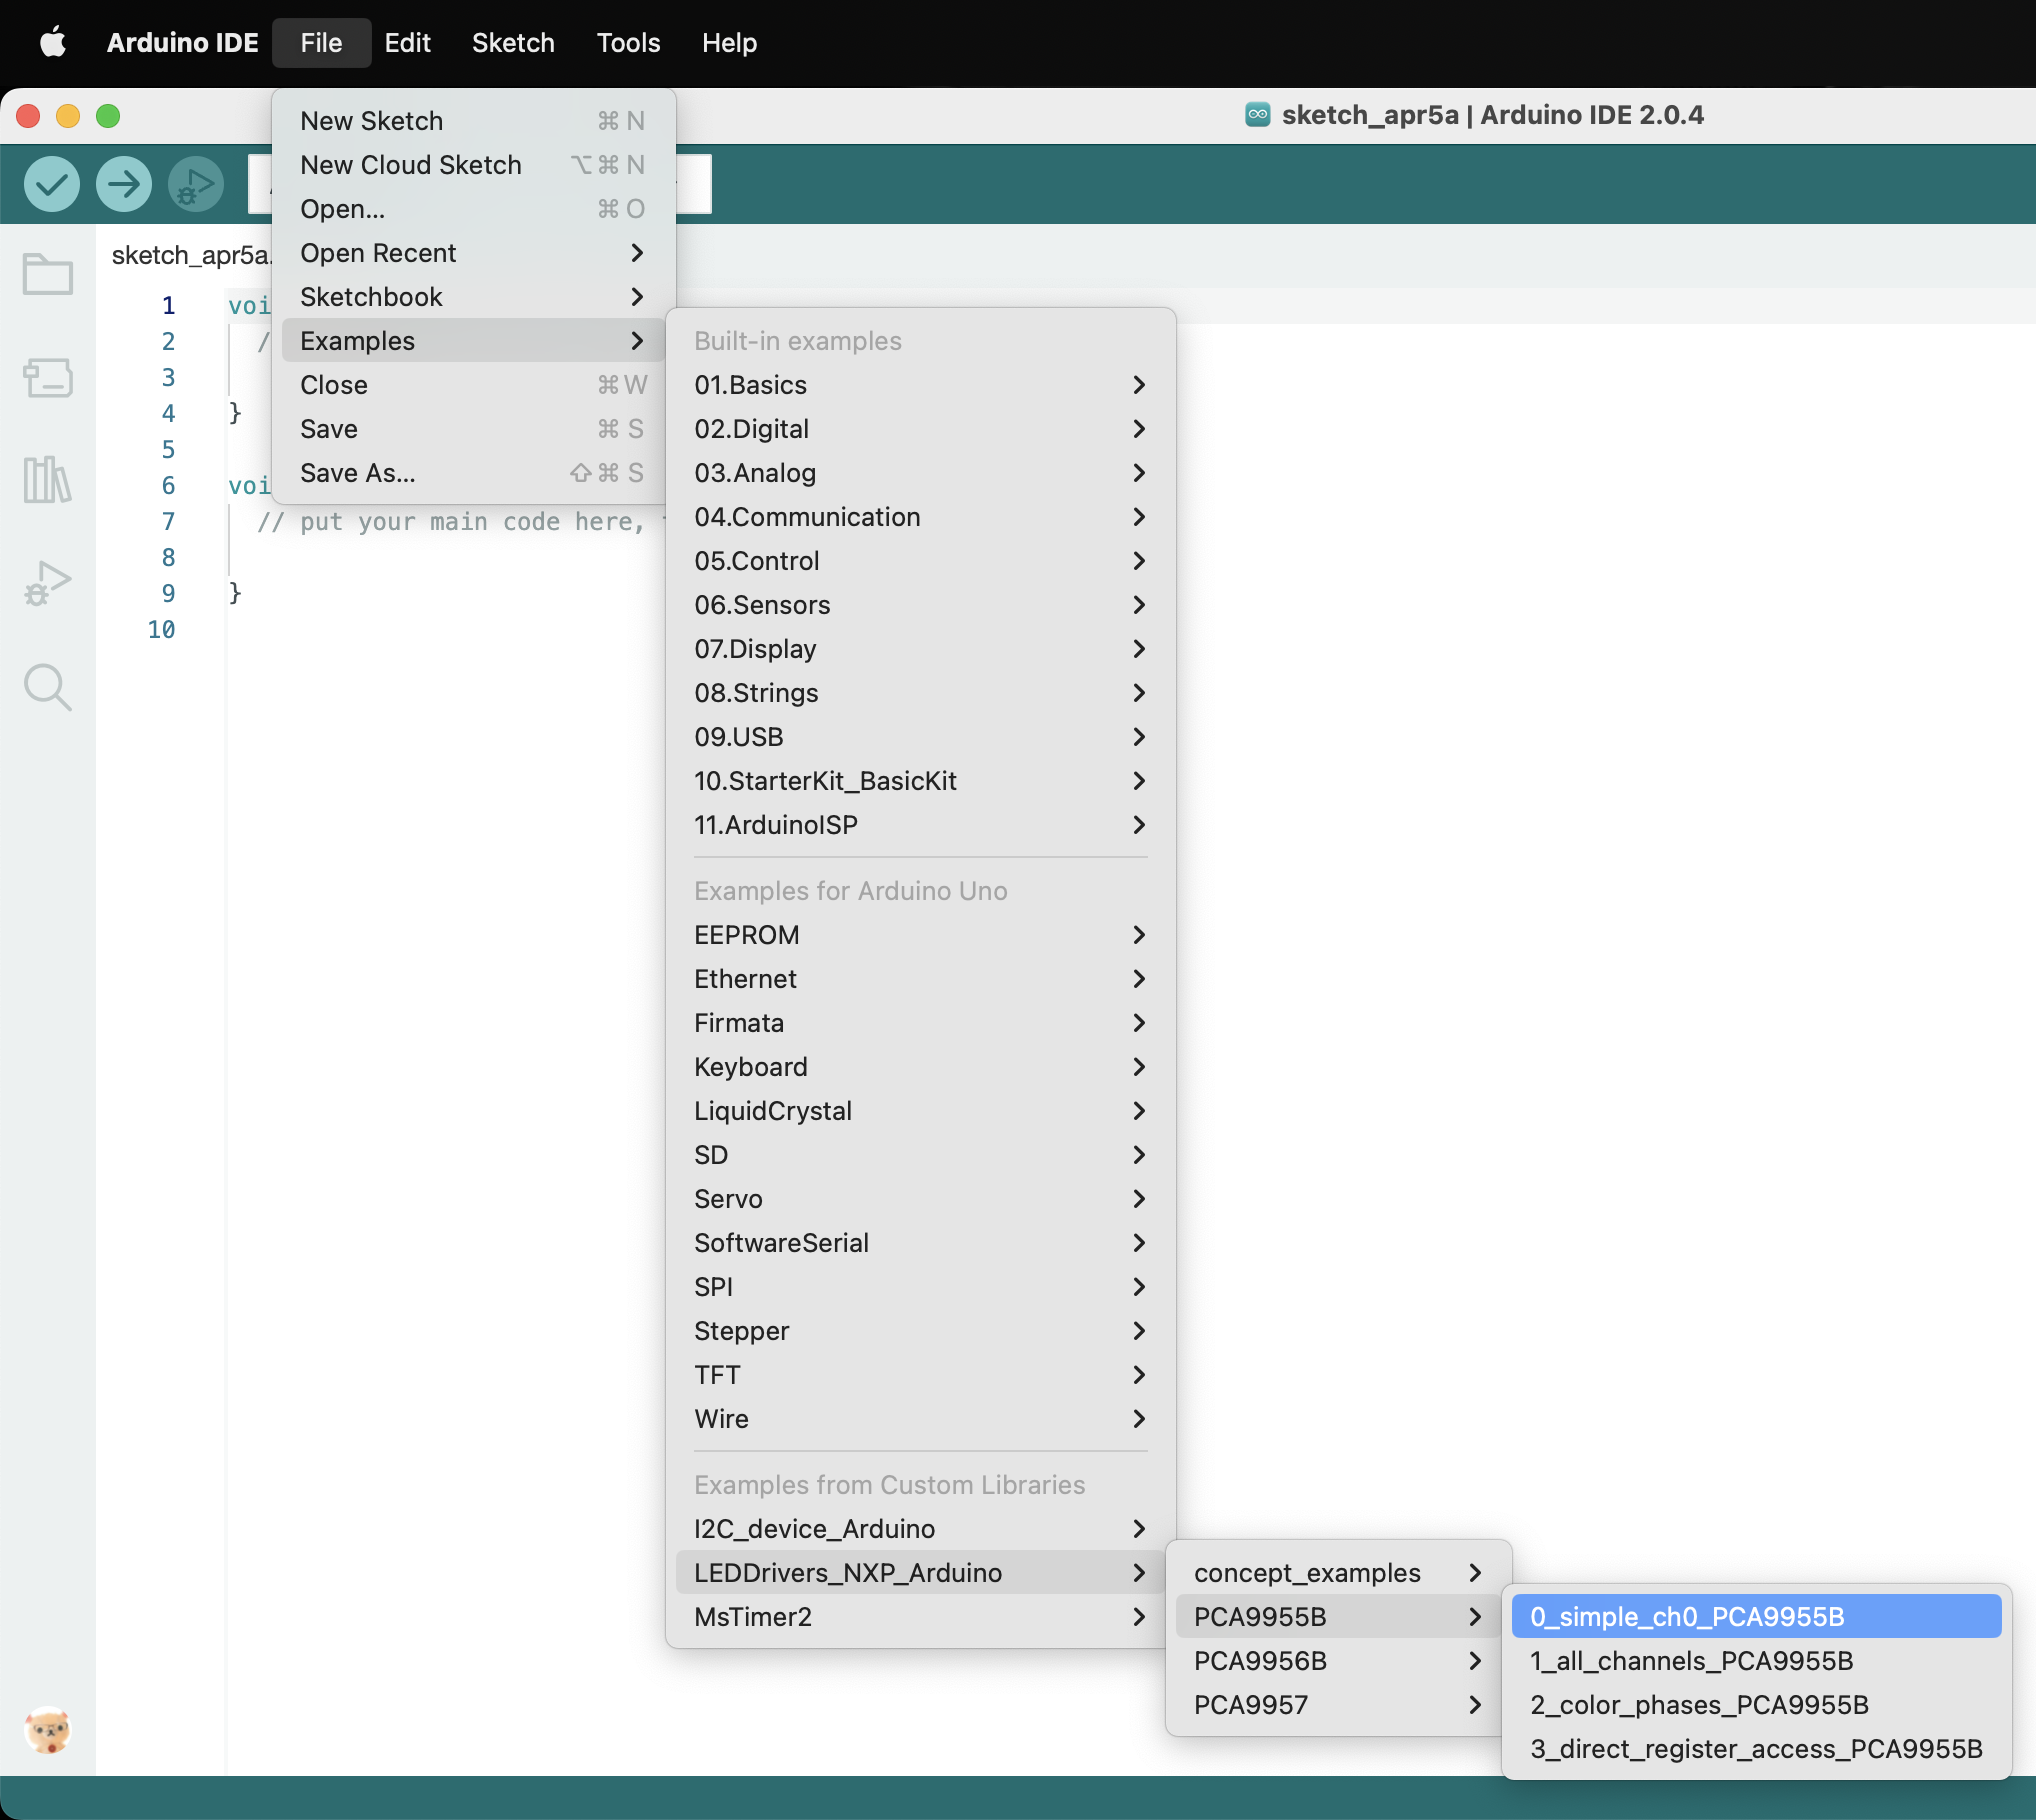 Arduino IDE File Edit Sketch Tools Help
sketch_apr5a | Arduino IDE 2.0.4
New Sketch ⌘ N
New Cloud Sketch ⌥ ⌘ N
Open... ⌘ O
Open Recent
Sketchbook
Examples
Close ⌘ W
Save ⌘ S
Save As... ⇧ ⌘ S
sketch_apr5a.
1 voi
2 /
3
4 }
5
6 voi
7 // put your main code here,
8
9 }
10
Built-in examples
01.Basics
02.Digital
03.Analog
04.Communication
05.Control
06.Sensors
07.Display
08.Strings
09.USB
10.StarterKit_BasicKit
11.ArduinoISP
Examples for Arduino Uno
EEPROM
Ethernet
Firmata
Keyboard
LiquidCrystal
SD
Servo
SoftwareSerial
SPI
Stepper
TFT
Wire
Examples from Custom Libraries
I2C_device_Arduino
LEDDrivers_NXP_Arduino
MsTimer2
concept_examples
PCA9955B
PCA9956B
PCA9957
0_simple_ch0_PCA9955B
1_all_channels_PCA9955B
2_color_phases_PCA9955B
3_direct_register_access_PCA9955B